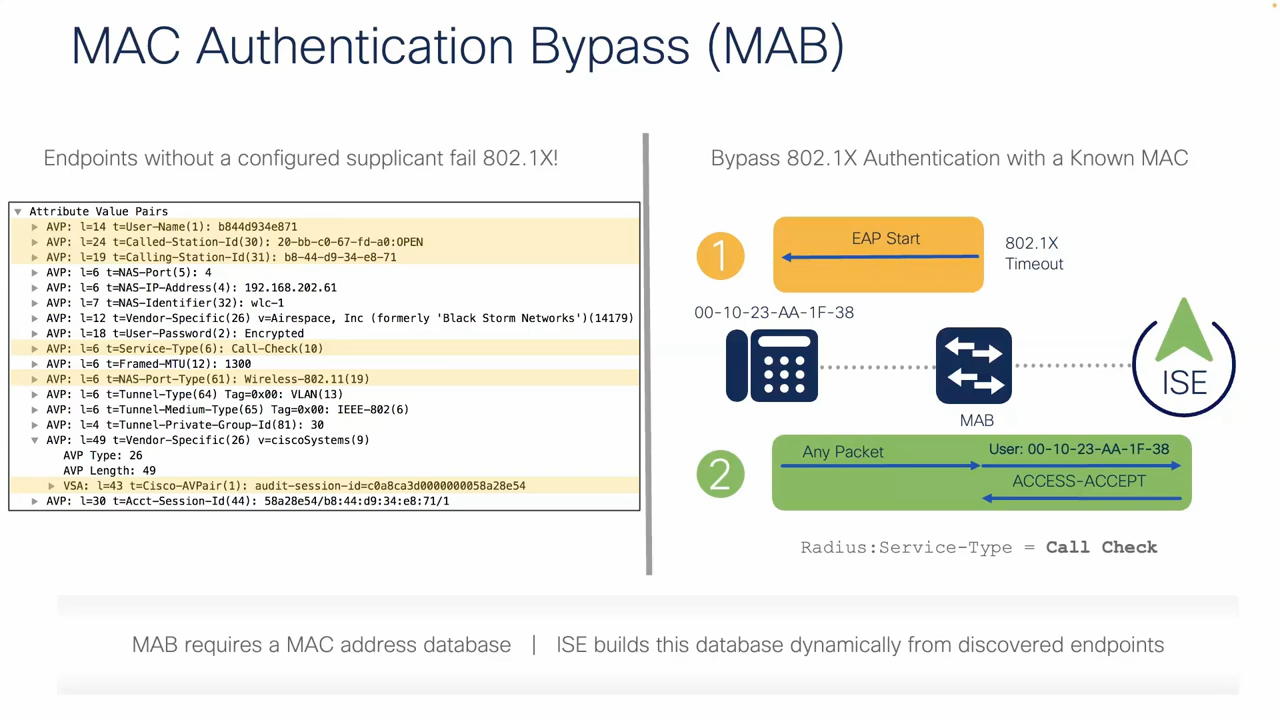 MAC Authentication Bypass (MAB)
Endpoints without a configured supplicant fail 802.1X!
Attribute Value Pairs
AVP: l=14 t=User-Name(1): b844d934e871
AVP: l=24 t=Called-Station-Id(30): 20-bb-c0-67-fd-a0:OPEN
AVP: l=19 t=Calling-Station-Id(31): b8-44-d9-34-e8-71
AVP: l=6 t=NAS-Port(5): 4
AVP: l=6 t=NAS-IP-Address(4): 192.168.202.61
AVP: l=7 t=NAS-Identifier(32): wlc-1
AVP: l=12 t=Vendor-Specific(26) v=Airespace, Inc (formerly 'Black Storm Networks')(14179)
AVP: l=18 t=User-Password(2): Encrypted
AVP: l=6 t=Service-Type(6): Call-Check(10)
AVP: l=6 t=Framed-MTU(12): 1300
AVP: l=6 t=NAS-Port-Type(61): Wireless-802.11(19)
AVP: l=6 t=Tunnel-Type(64) Tag=0x00: VLAN(13)
AVP: l=6 t=Tunnel-Medium-Type(65) Tag=0x00: IEEE-802(6)
AVP: l=4 t=Tunnel-Private-Group-Id(81): 30
AVP: l=49 t=Vendor-Specific(26) v=ciscoSystems(9)
AVP Type: 26
AVP Length: 49
VSA: l=43 t=Cisco-AVPair(1): audit-session-id=c0a8ca3d0000000058a28e54
AVP: l=30 t=Acct-Session-Id(44): 58a28e54/b8:44:d9:34:e8:71/1
Bypass 802.1X Authentication with a Known MAC
1
EAP Start
802.1X
Timeout
00-10-23-AA-1F-38
ISE
MAB
2
Any Packet
User: 00-10-23-AA-1F-38
ACCESS-ACCEPT
Radius:Service-Type = Call Check
MAB requires a MAC address database | ISE builds this database dynamically from discovered endpoints